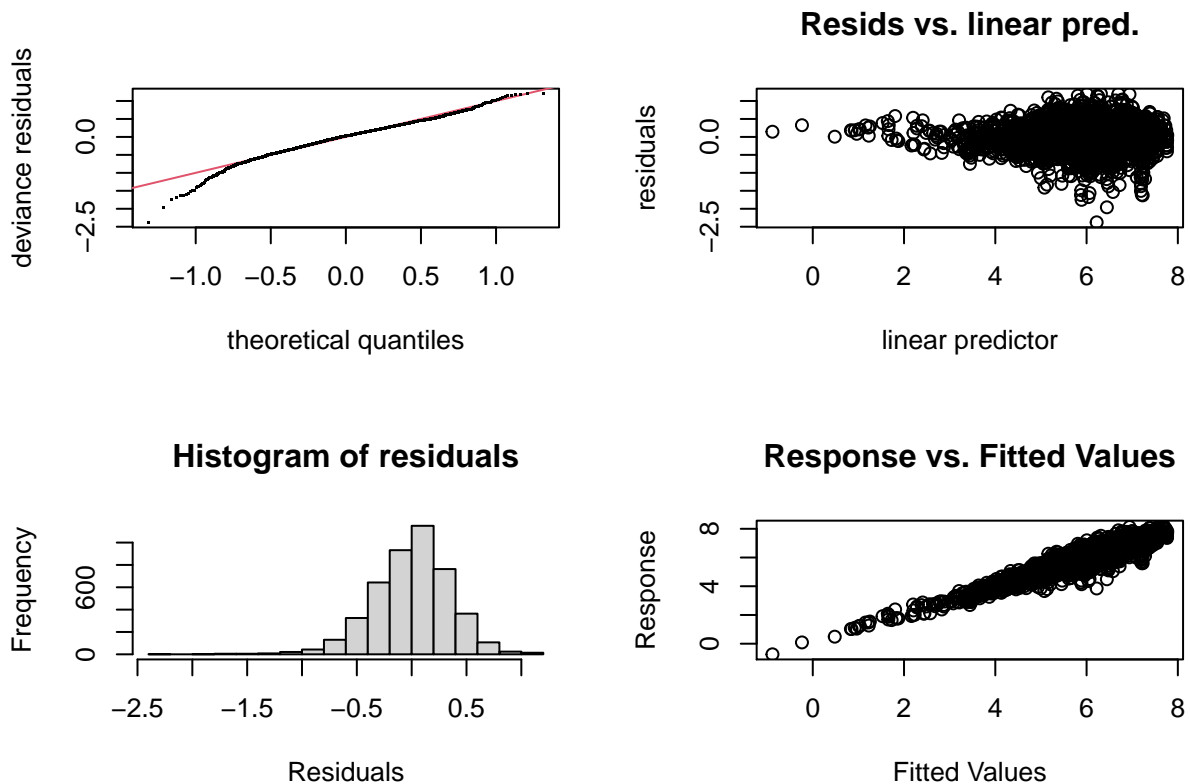 deviance residuals
0.0
−2.5
−1.0
−0.5
0.0
0.5
1.0
theoretical quantiles
Resids vs. linear pred.
residuals
0.0
−2.5
0
2
4
6
8
linear predictor
Histogram of residuals
Frequency
600
0
−2.5
−1.5
−0.5
0.5
Residuals
Response vs. Fitted Values
Response
8
4
0
0
2
4
6
8
Fitted Values